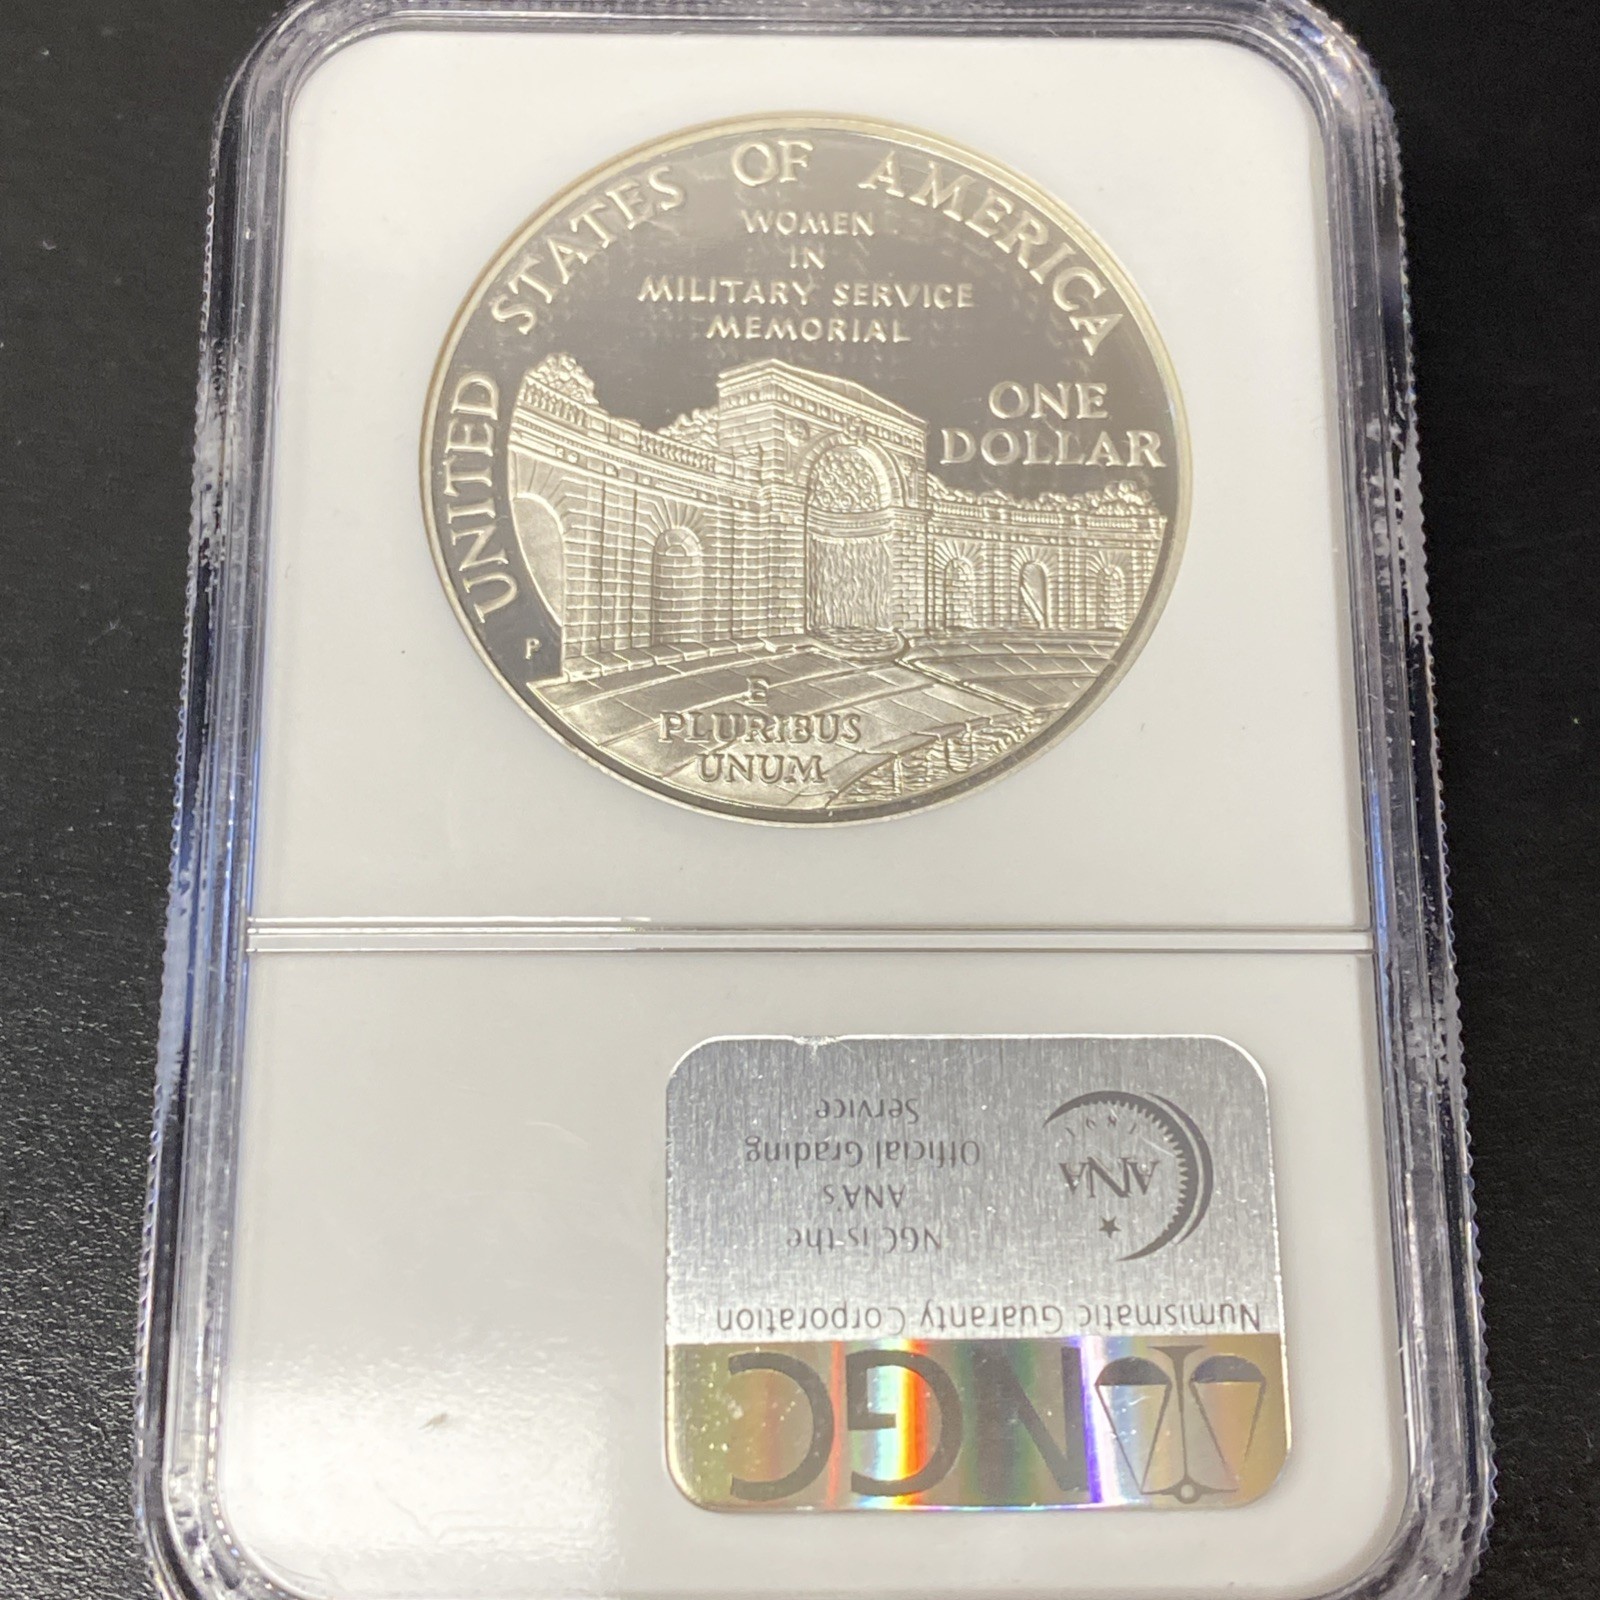 UNITED STATES OF AMERICA
WOMEN
IN
MILITARY SERVICE
MEMORIAL
ONE
DOLLAR
P
E
PLURIBUS
UNUM
NGC
Numismatic Guaranty Corporation
NGC is the
ANA's
Official Grading
Service
ANA
1891